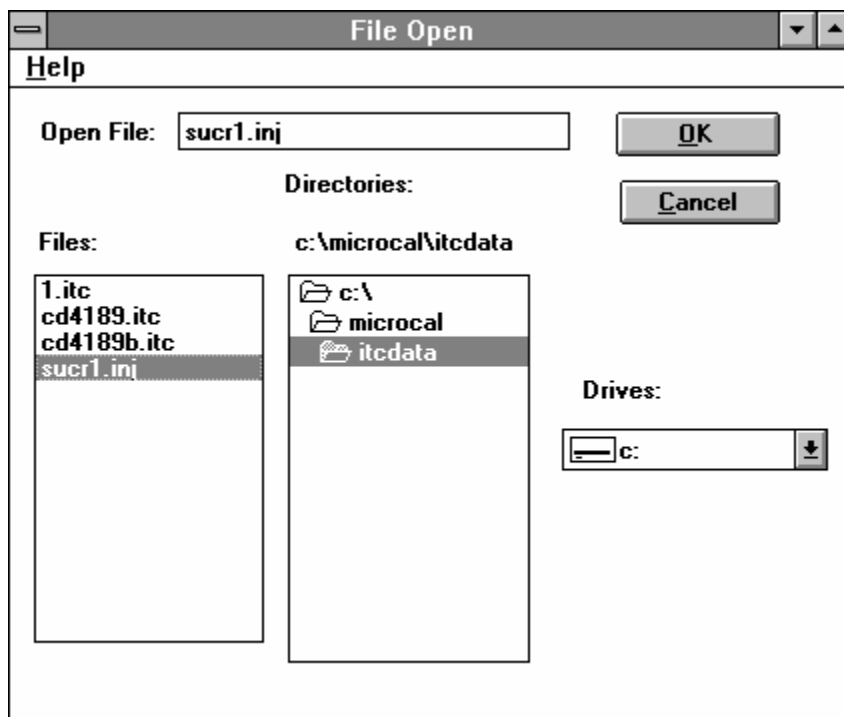 File Open
Help
Open File: sucr1.inj
OK
Directories:
Cancel
Files:
c:\microcal\itcdata
1.itc
cd4189.itc
cd4189b.itc
sucr1.inj
c:\
microcal
itcdata
Drives:
c: